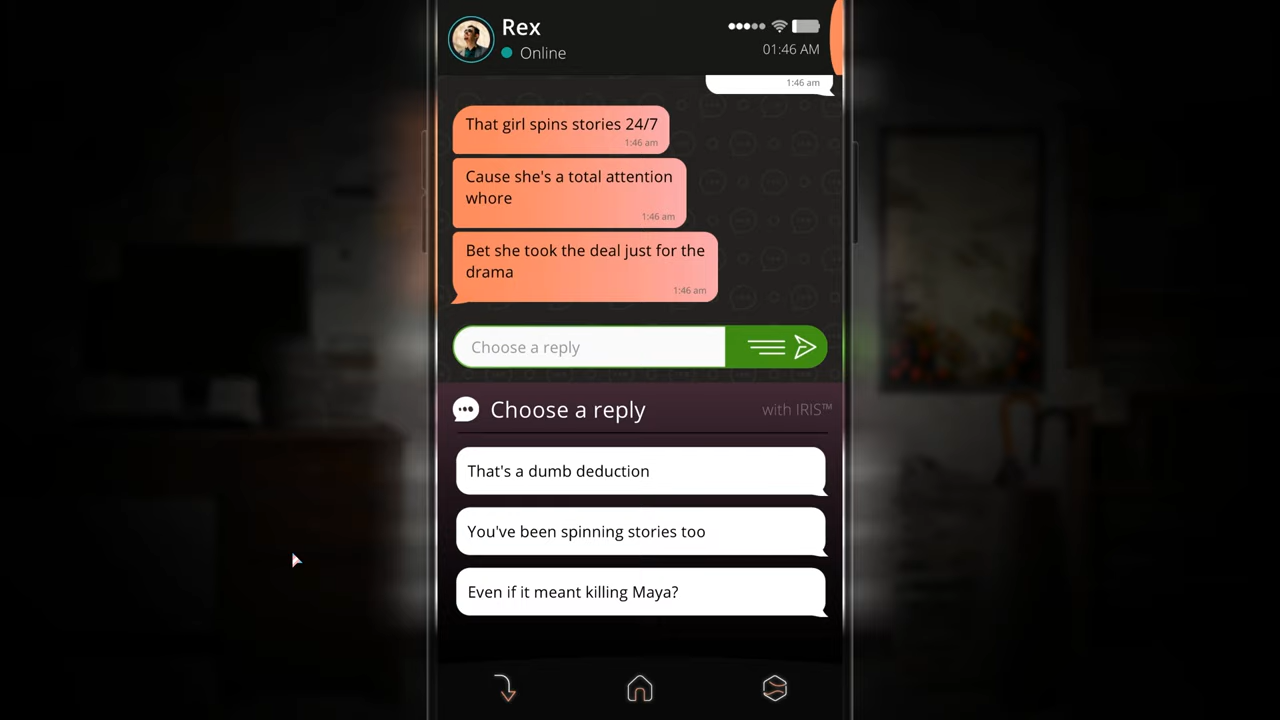 Rex
Online
01:46 AM
1:46 am
That girl spins stories 24/7
1:46 am
Cause she's a total attention
whore
1:46 am
Bet she took the deal just for the
drama
1:46 am
Choose a reply
Choose a reply
with IRIS™
That's a dumb deduction
You've been spinning stories too
Even if it meant killing Maya?